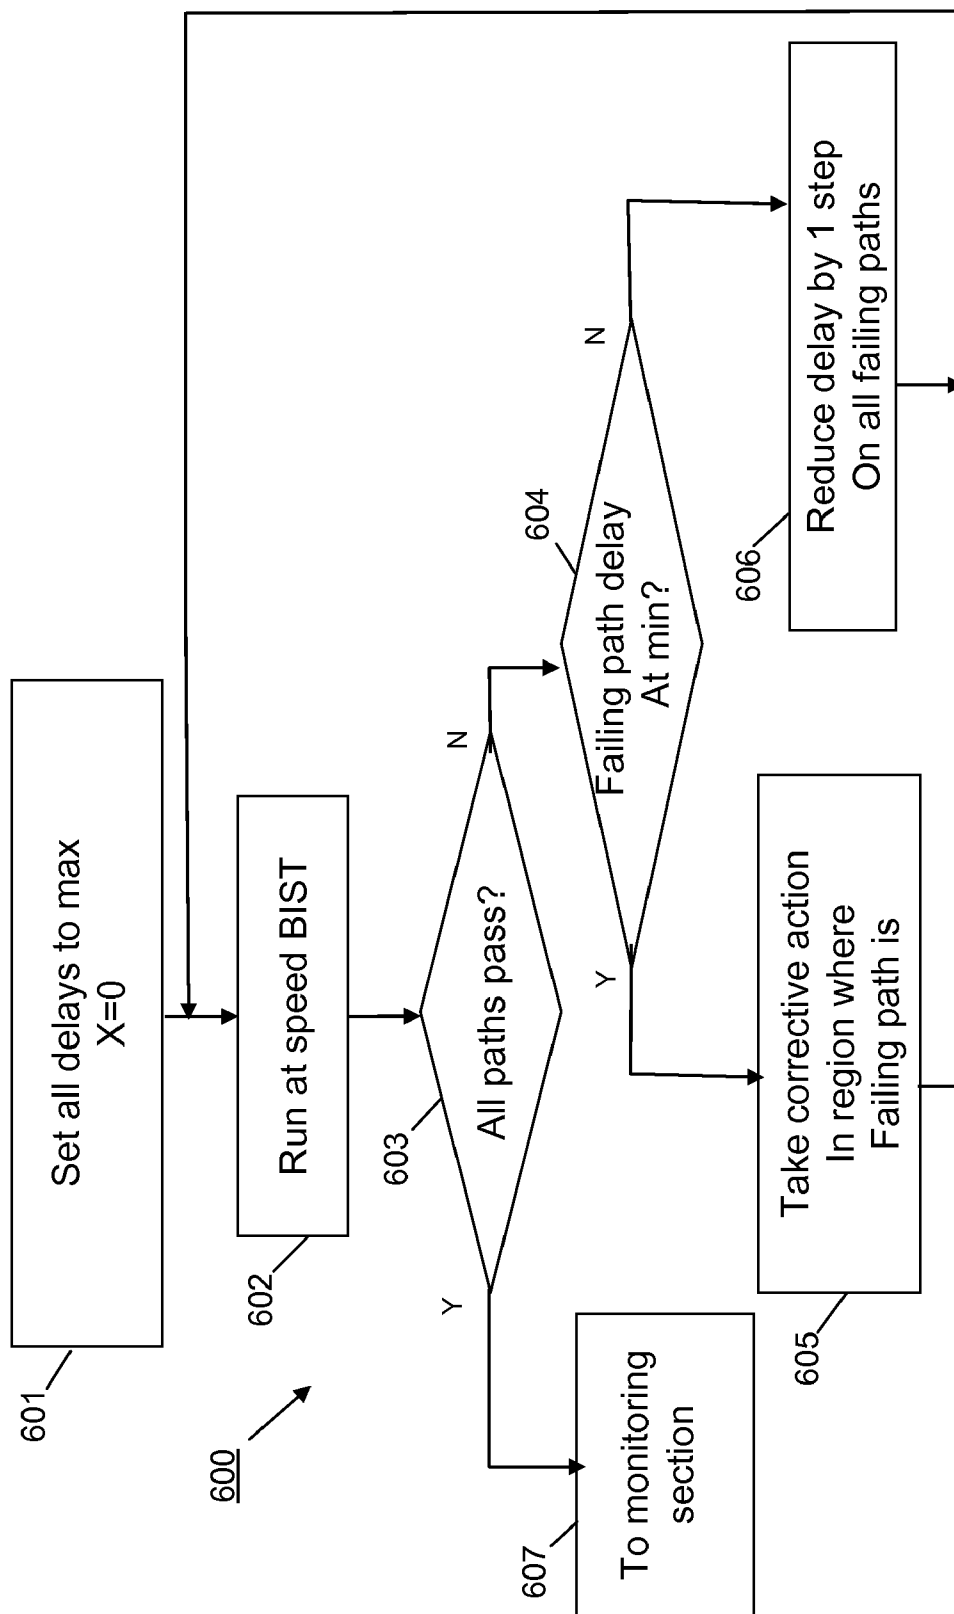 600
601
Set all delays to max
X=0
602
Run at speed BIST
603
All paths pass?
Y
N
604
Failing path delay
At min?
Y
N
607
To monitoring
section
605
Take corrective action
In region where
Failing path is
606
Reduce delay by 1 step
On all failing paths